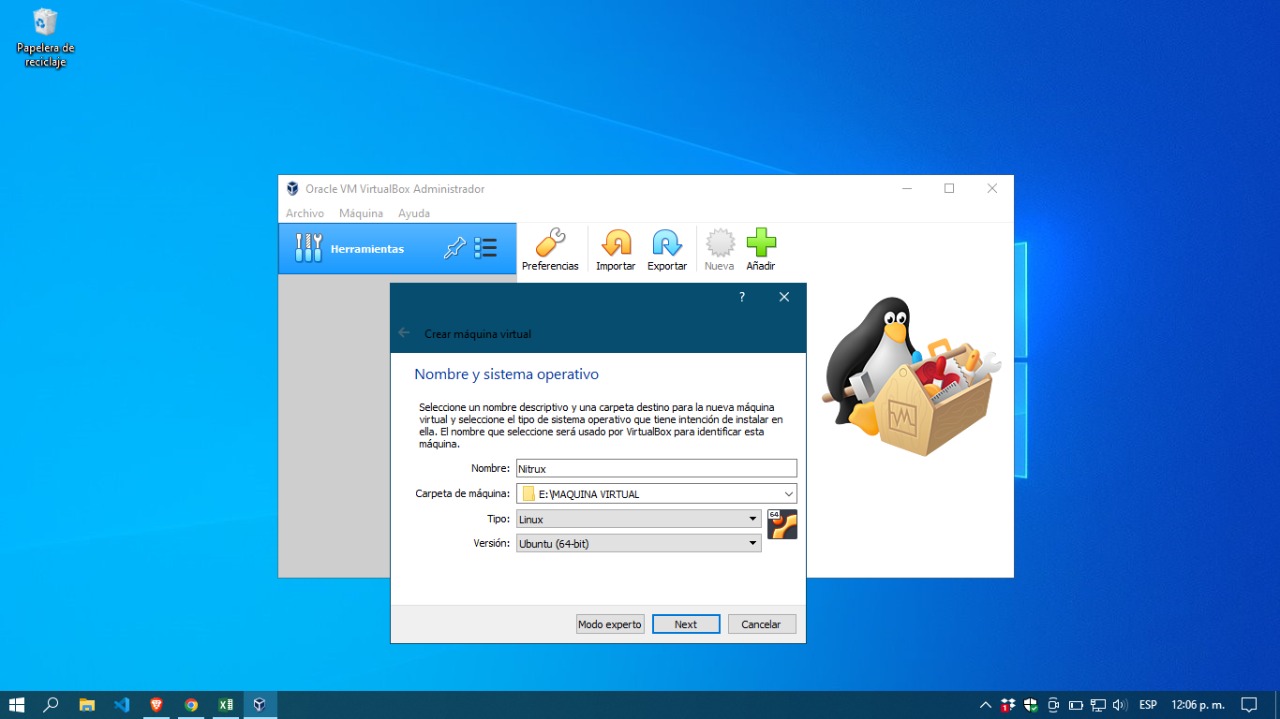 Papelera de
reciclaje
Oracle VM VirtualBox Administrador
Archivo Máquina Ayuda
Herramientas
Preferencias Importar Exportar Nueva Añadir
?
Crear máquina virtual
Nombre y sistema operativo
Seleccione un nombre descriptivo y una carpeta destino para la nueva máquina
virtual y seleccione el tipo de sistema operativo que tiene intención de instalar en
ella. El nombre que seleccione será usado por VirtualBox para identificar esta
máquina.
Nombre: Nitrux
Carpeta de máquina: E:\MAQUINA VIRTUAL
Tipo: Linux
64
Versión: Ubuntu (64-bit)
Modo experto Next Cancelar
1 ESP 12:06 p. m.